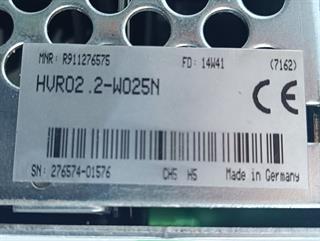 MNR: R911276575 FD: 14W41 (7162)
HVR02.2-W025N
CE
SN: 276574-01576 CH5 H5 Made in Germany